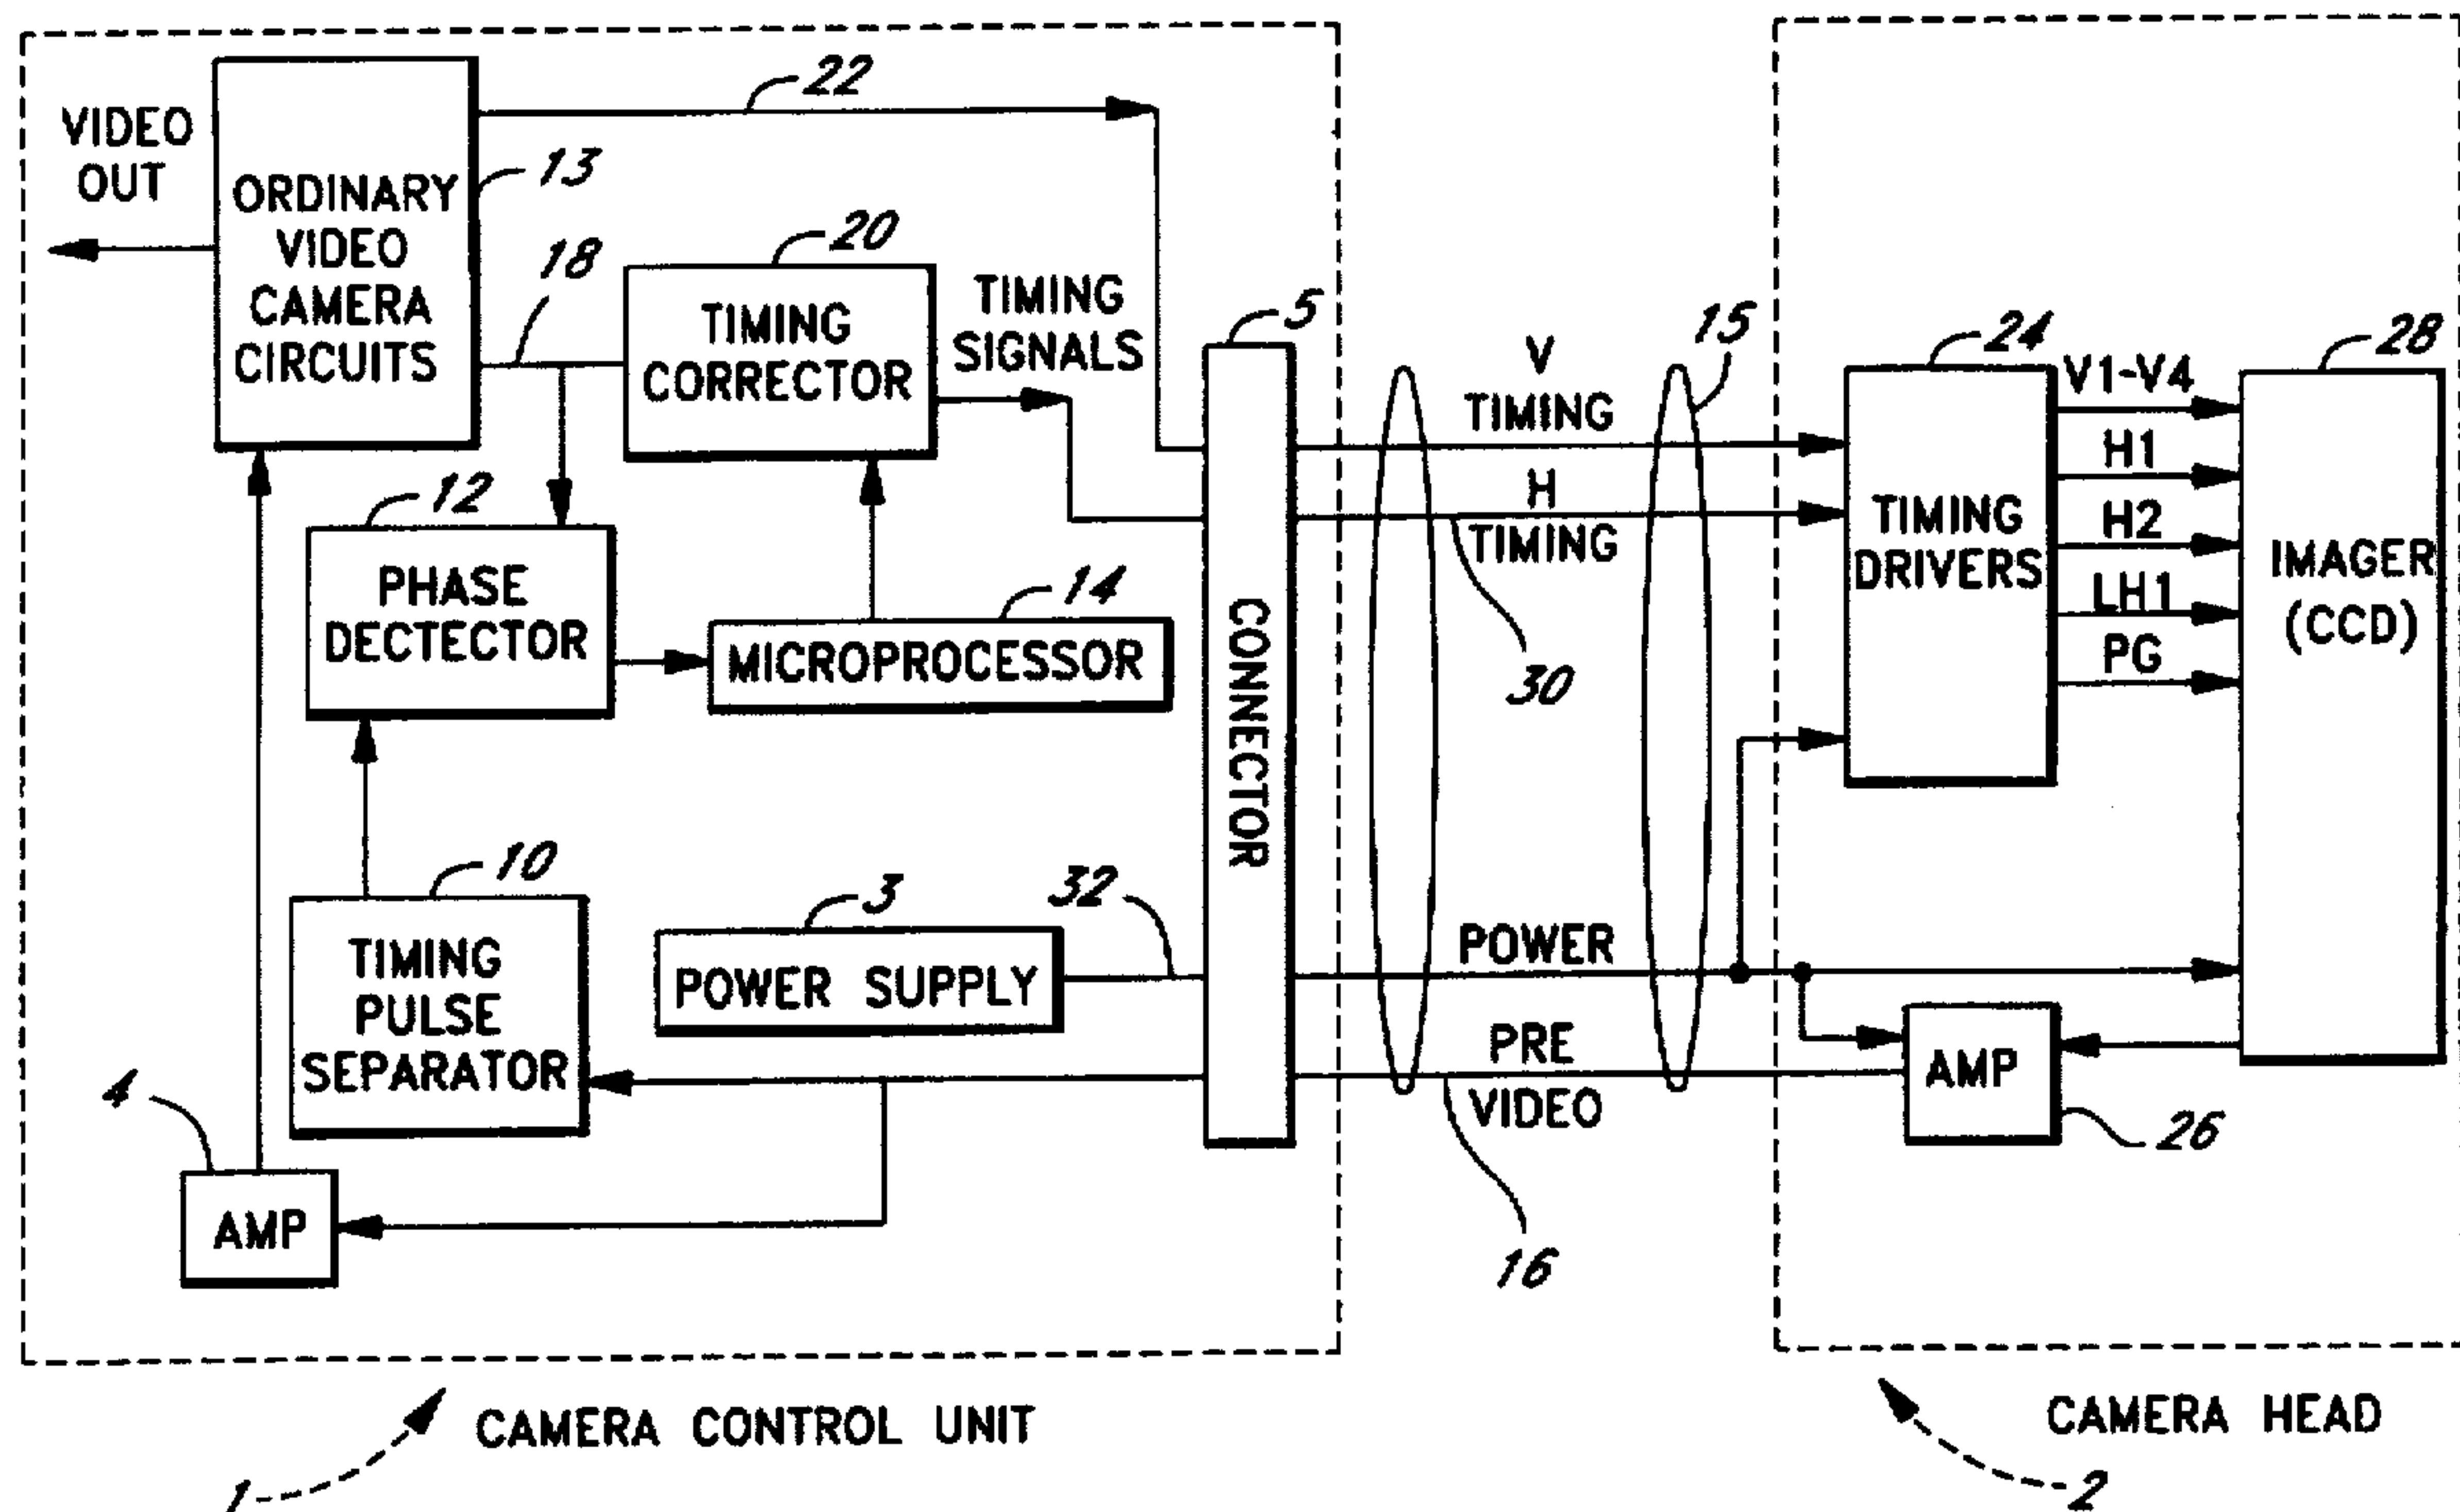 VIDEO
OUT
ORDINARY
VIDEO
CAMERA
CIRCUITS
13
22
18
20
TIMING
CORRECTOR
TIMING
SIGNALS
12
PHASE
DECTECTOR
14
MICROPROCESSOR
10
TIMING
PULSE
SEPARATOR
3
POWER SUPPLY
32
4
AMP
5
CONNECTOR
V
TIMING
H
TIMING
30
15
POWER
PRE
VIDEO
16
24
TIMING
DRIVERS
V1-V4
H1
H2
LH1
PG
28
IMAGER
(CCD)
AMP
26
1
CAMERA CONTROL UNIT
CAMERA HEAD
2